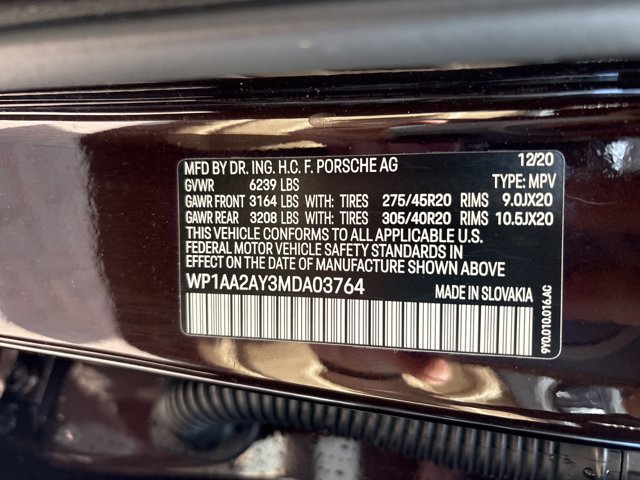 MFD BY DR. ING. H.C. F. PORSCHE AG 12/20
GVWR 6239 LBS TYPE: MPV
GAWR FRONT 3164 LBS WITH: TIRES 275/45R20 RIMS 9.0JX20
GAWR REAR 3208 LBS WITH: TIRES 305/40R20 RIMS 10.5JX20
THIS VEHICLE CONFORMS TO ALL APPLICABLE U.S.
FEDERAL MOTOR VEHICLE SAFETY STANDARDS IN
EFFECT ON THE DATE OF MANUFACTURE SHOWN ABOVE
WP1AA2AY3MDA03764 MADE IN SLOVAKIA
9Y0.010.016.AC